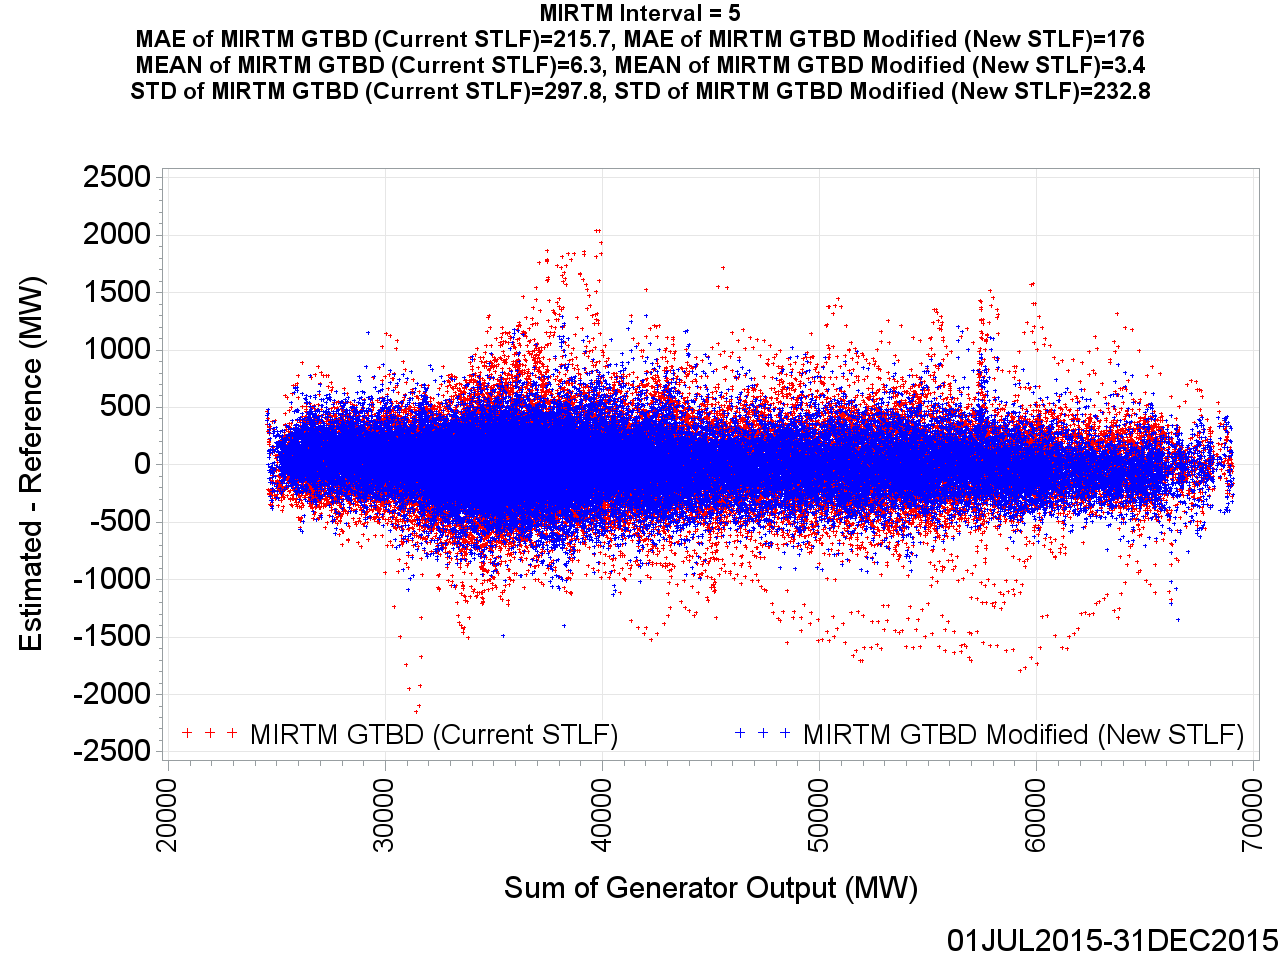 MIRTM Interval = 5
MAE of MIRTM GTBD (Current STLF)=215.7, MAE of MIRTM GTBD Modified (New STLF)=176
MEAN of MIRTM GTBD (Current STLF)=6.3, MEAN of MIRTM GTBD Modified (New STLF)=3.4
STD of MIRTM GTBD (Current STLF)=297.8, STD of MIRTM GTBD Modified (New STLF)=232.8
Estimated - Reference (MW)
2500
2000
1500
1000
500
0
-500
-1000
-1500
-2000
-2500
MIRTM GTBD (Current STLF)
MIRTM GTBD Modified (New STLF)
20000
30000
40000
50000
60000
70000
Sum of Generator Output (MW)
01JUL2015-31DEC2015